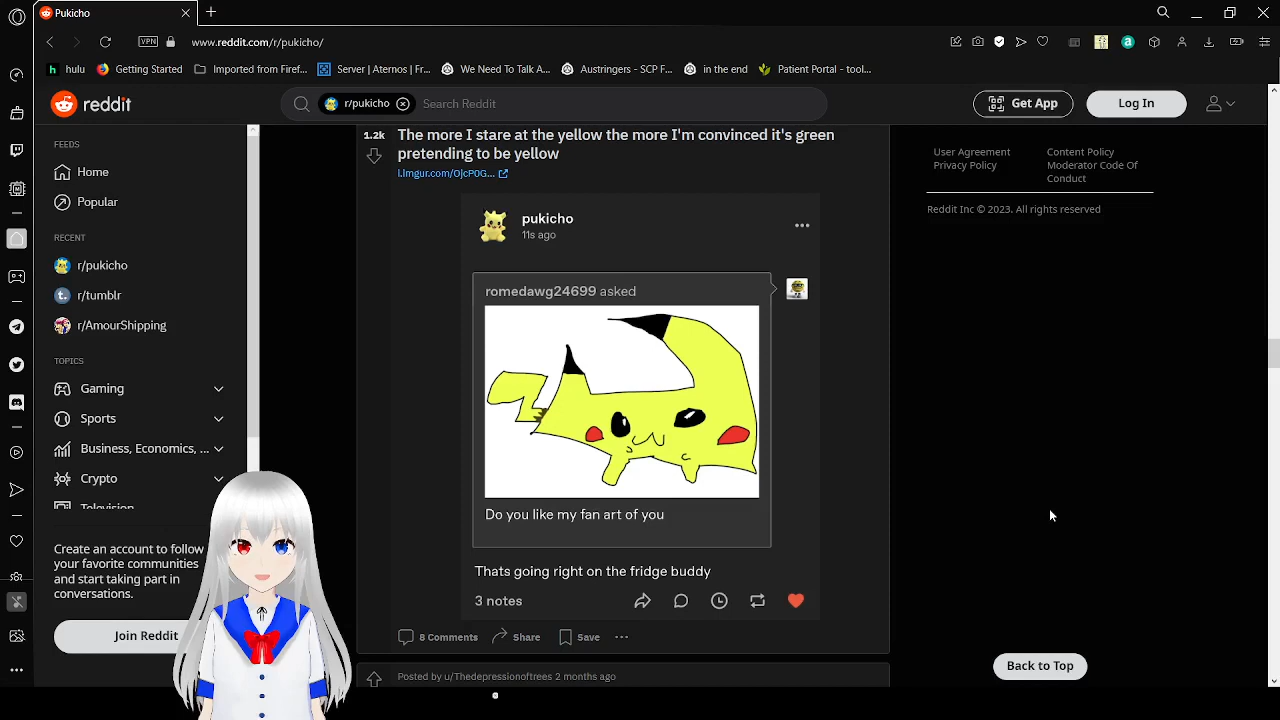 Pukicho
VPN
www.reddit.com/r/pukicho/
h hulu
Getting Started
Imported from Firef...
Server | Aternos | Fr...
We Need To Talk A...
Austringers - SCP F...
in the end
Patient Portal - tool...
reddit
r/pukicho
Search Reddit
Get App
Log In
FEEDS
Home
Popular
RECENT
r/pukicho
r/tumblr
r/AmourShipping
TOPICS
Gaming
Sports
Business, Economics, ...
Crypto
Television
Create an account to follow
your favorite communities
and start taking part in
conversations.
Join Reddit
1.2k
The more I stare at the yellow the more I'm convinced it's green
pretending to be yellow
i.imgur.com/0jcP0G...
pukicho
11s ago
romedawg24699 asked
Do you like my fan art of you
Thats going right on the fridge buddy
3 notes
8 Comments
Share
Save
Posted by u/Thedepressionoftrees 2 months ago
User Agreement
Privacy Policy
Content Policy
Moderator Code Of
Conduct
Reddit Inc © 2023. All rights reserved
Back to Top